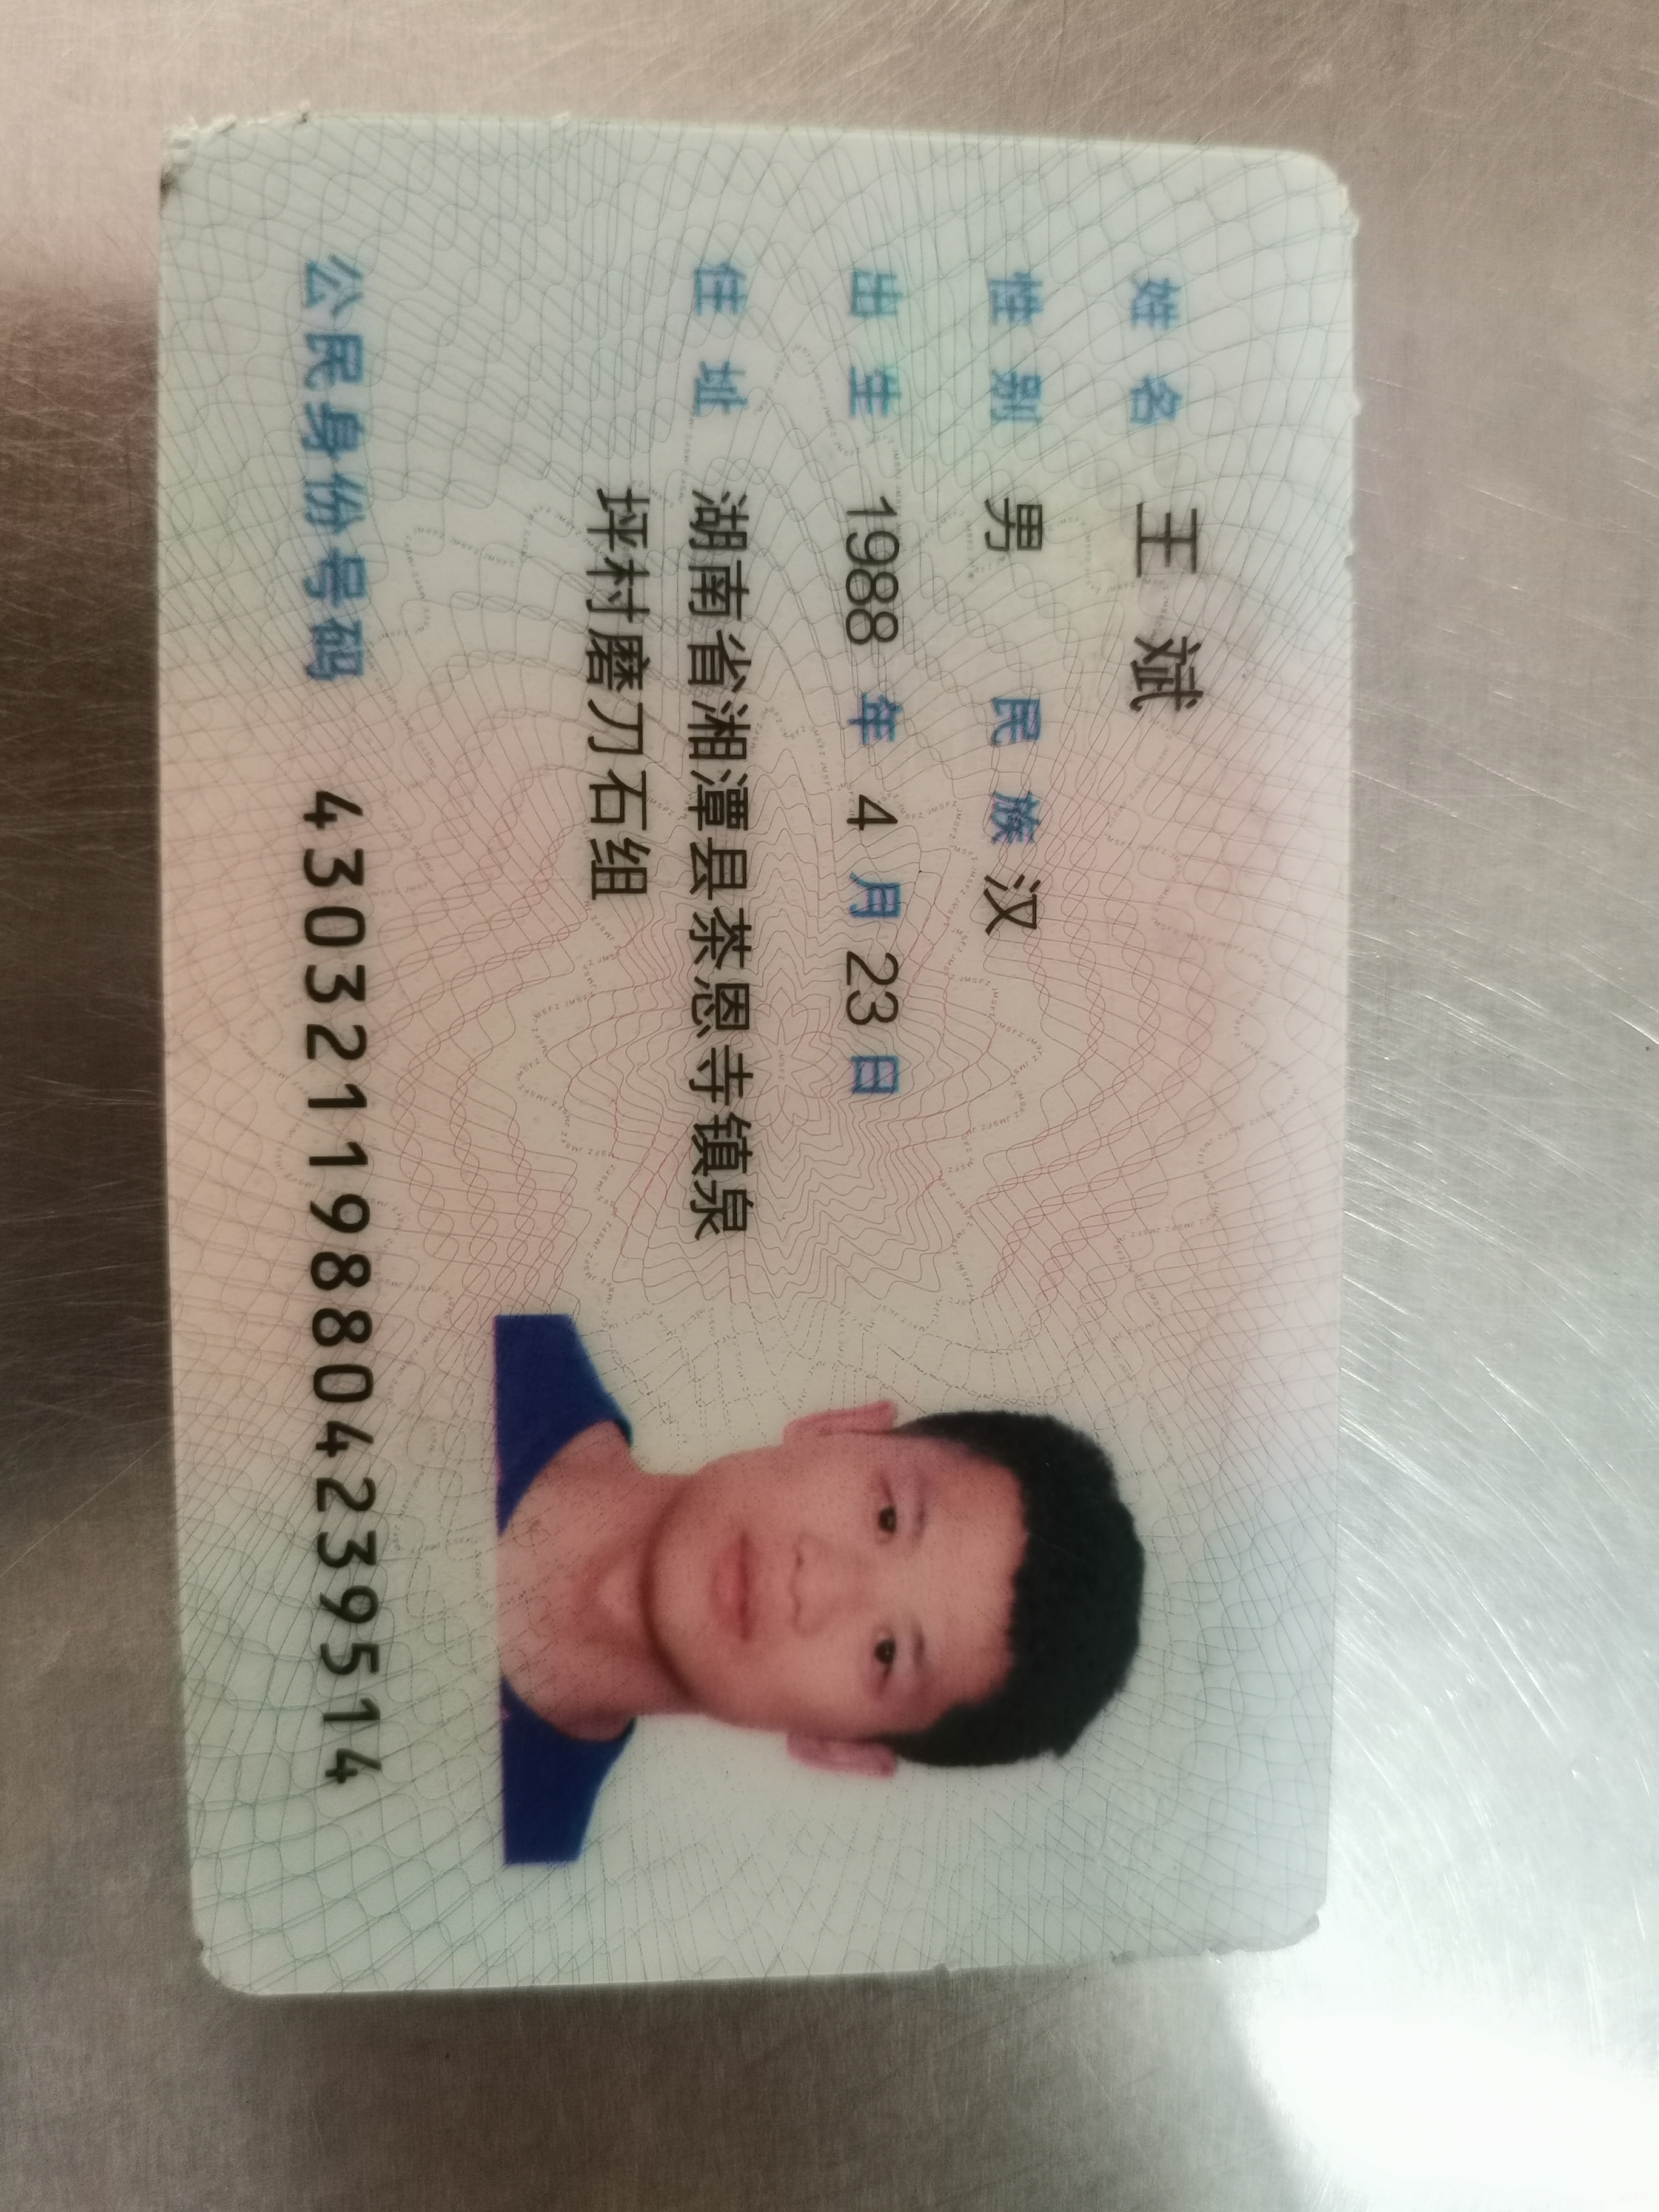 姓名 王斌
性别 男 民族 汉
出生 1988 年 4 月 23 日
住址 湖南省湘潭县茶恩寺镇泉
坪村磨刀石组
公民身份号码 430321198804239514